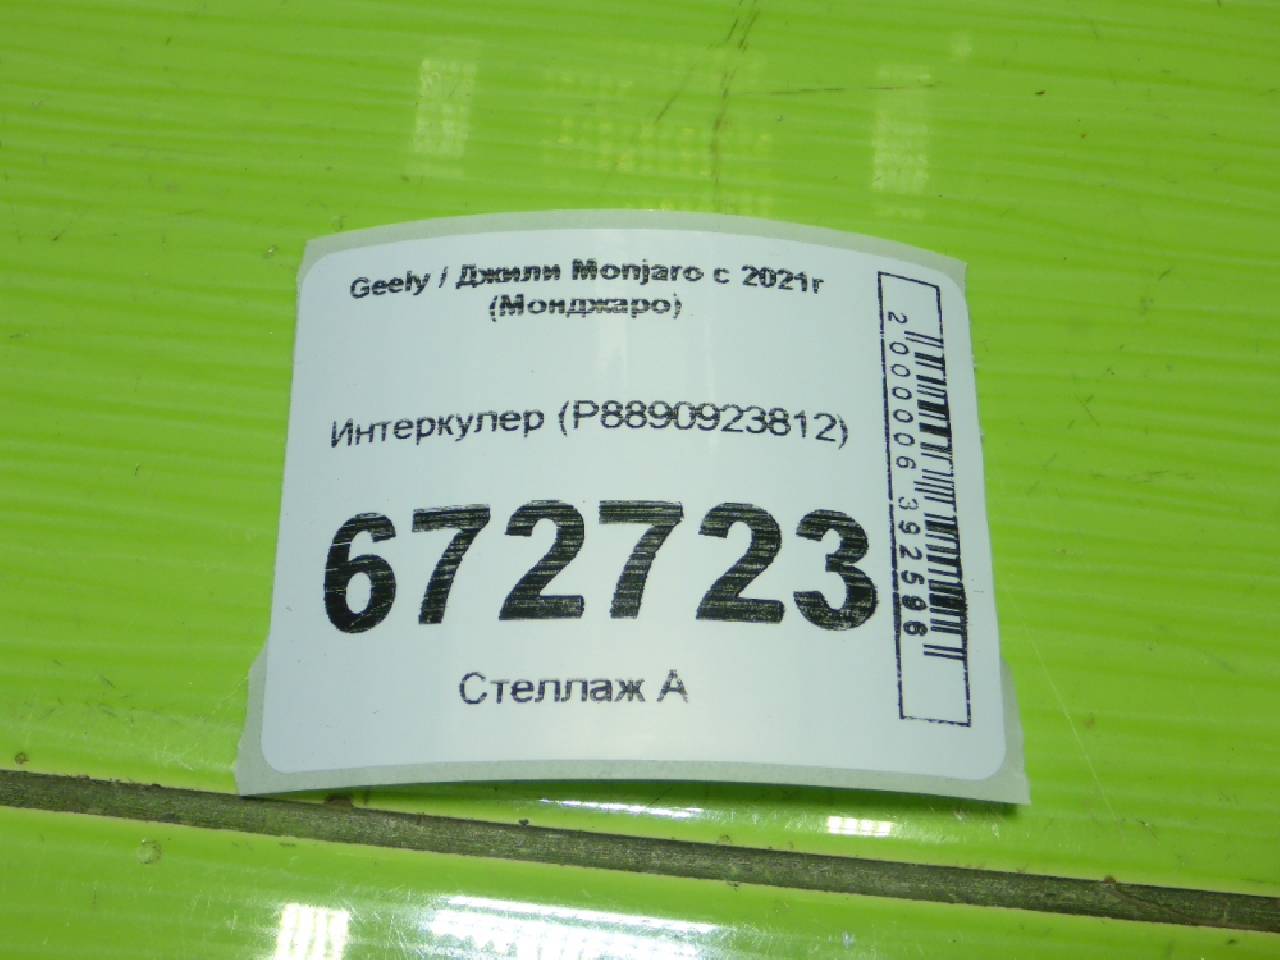 Geely / Джили Monjaro с 2021г
(Монджаро)
Интеркулер (P8890923812)
672723
Стеллаж А
2000006392596